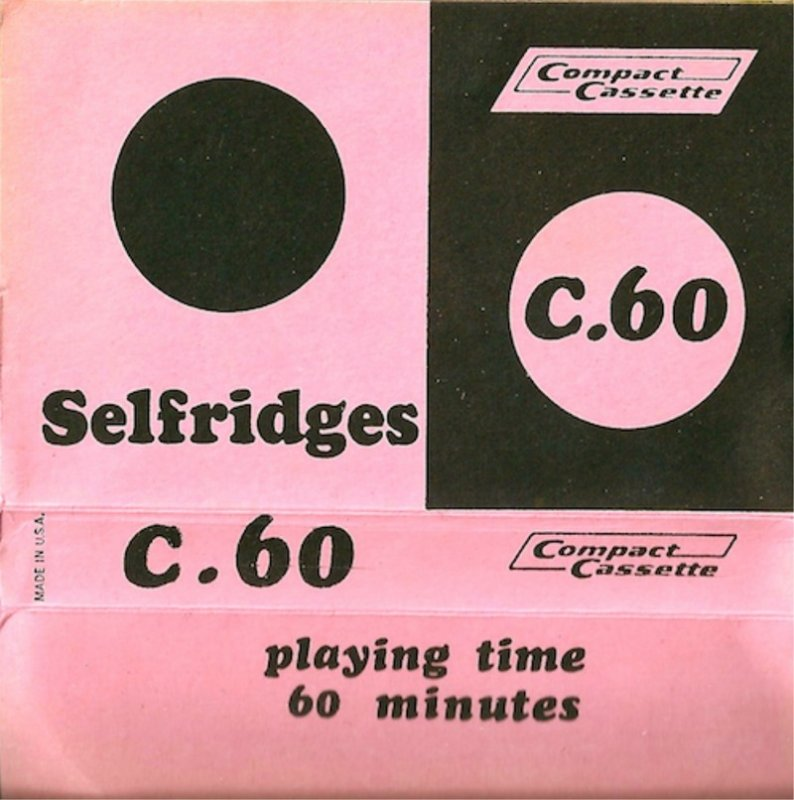 Compact
Cassette
C.60
Selfridges
MADE IN U.S.A.
C.60
Compact
Cassette
playing time
60 minutes